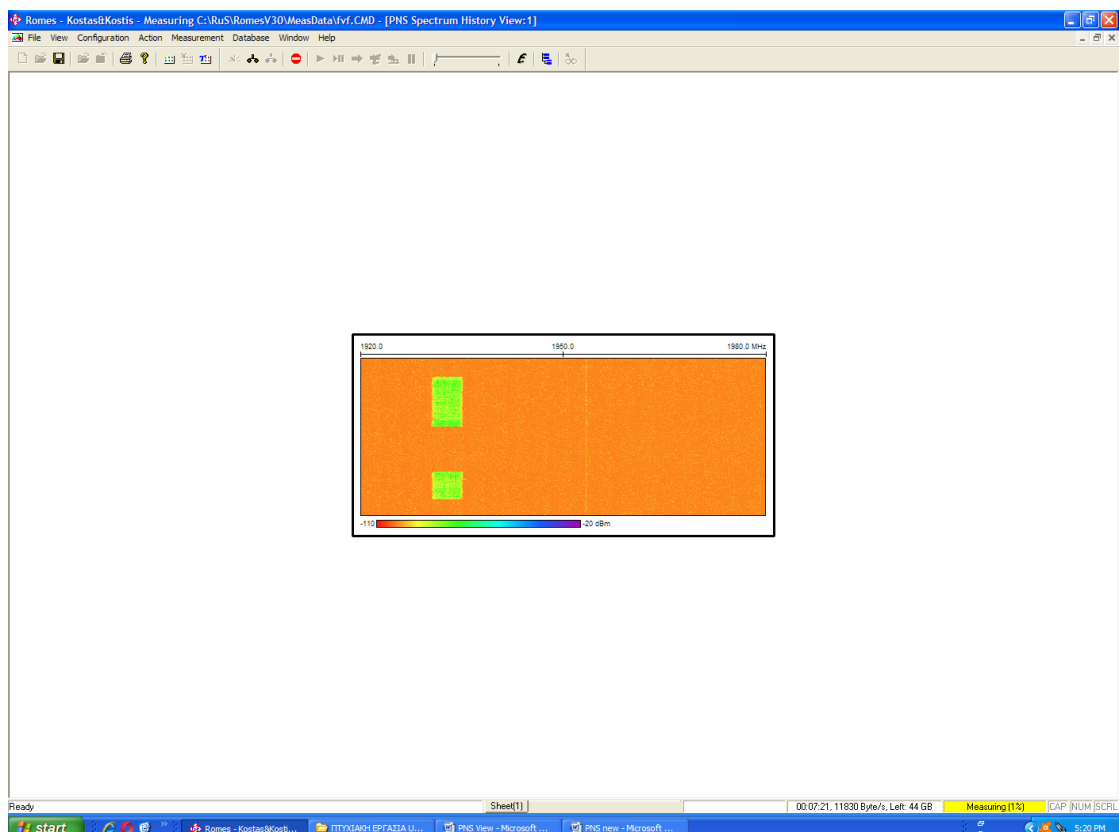 Romes - Kostas&Kostis - Measuring C:\RuS\RomesV30\MeasData\fvf.CMD - [PNS Spectrum History View:1]
File View Configuration Action Measurement Database Window Help
1920.0 1950.0 1980.0 MHz
-110 -20 dBm
Ready Sheet(1) 00:07:21, 11830 Byte/s, Left: 44 GB Measuring (1%) CAP NUM SCRL
start Romes - Kostas&Kosti... ΠΤΥΧΙΑΚΗ ΕΡΓΑΣΙΑ U... PNS View - Microsoft ... PNS new - Microsoft ... 5:20 PM